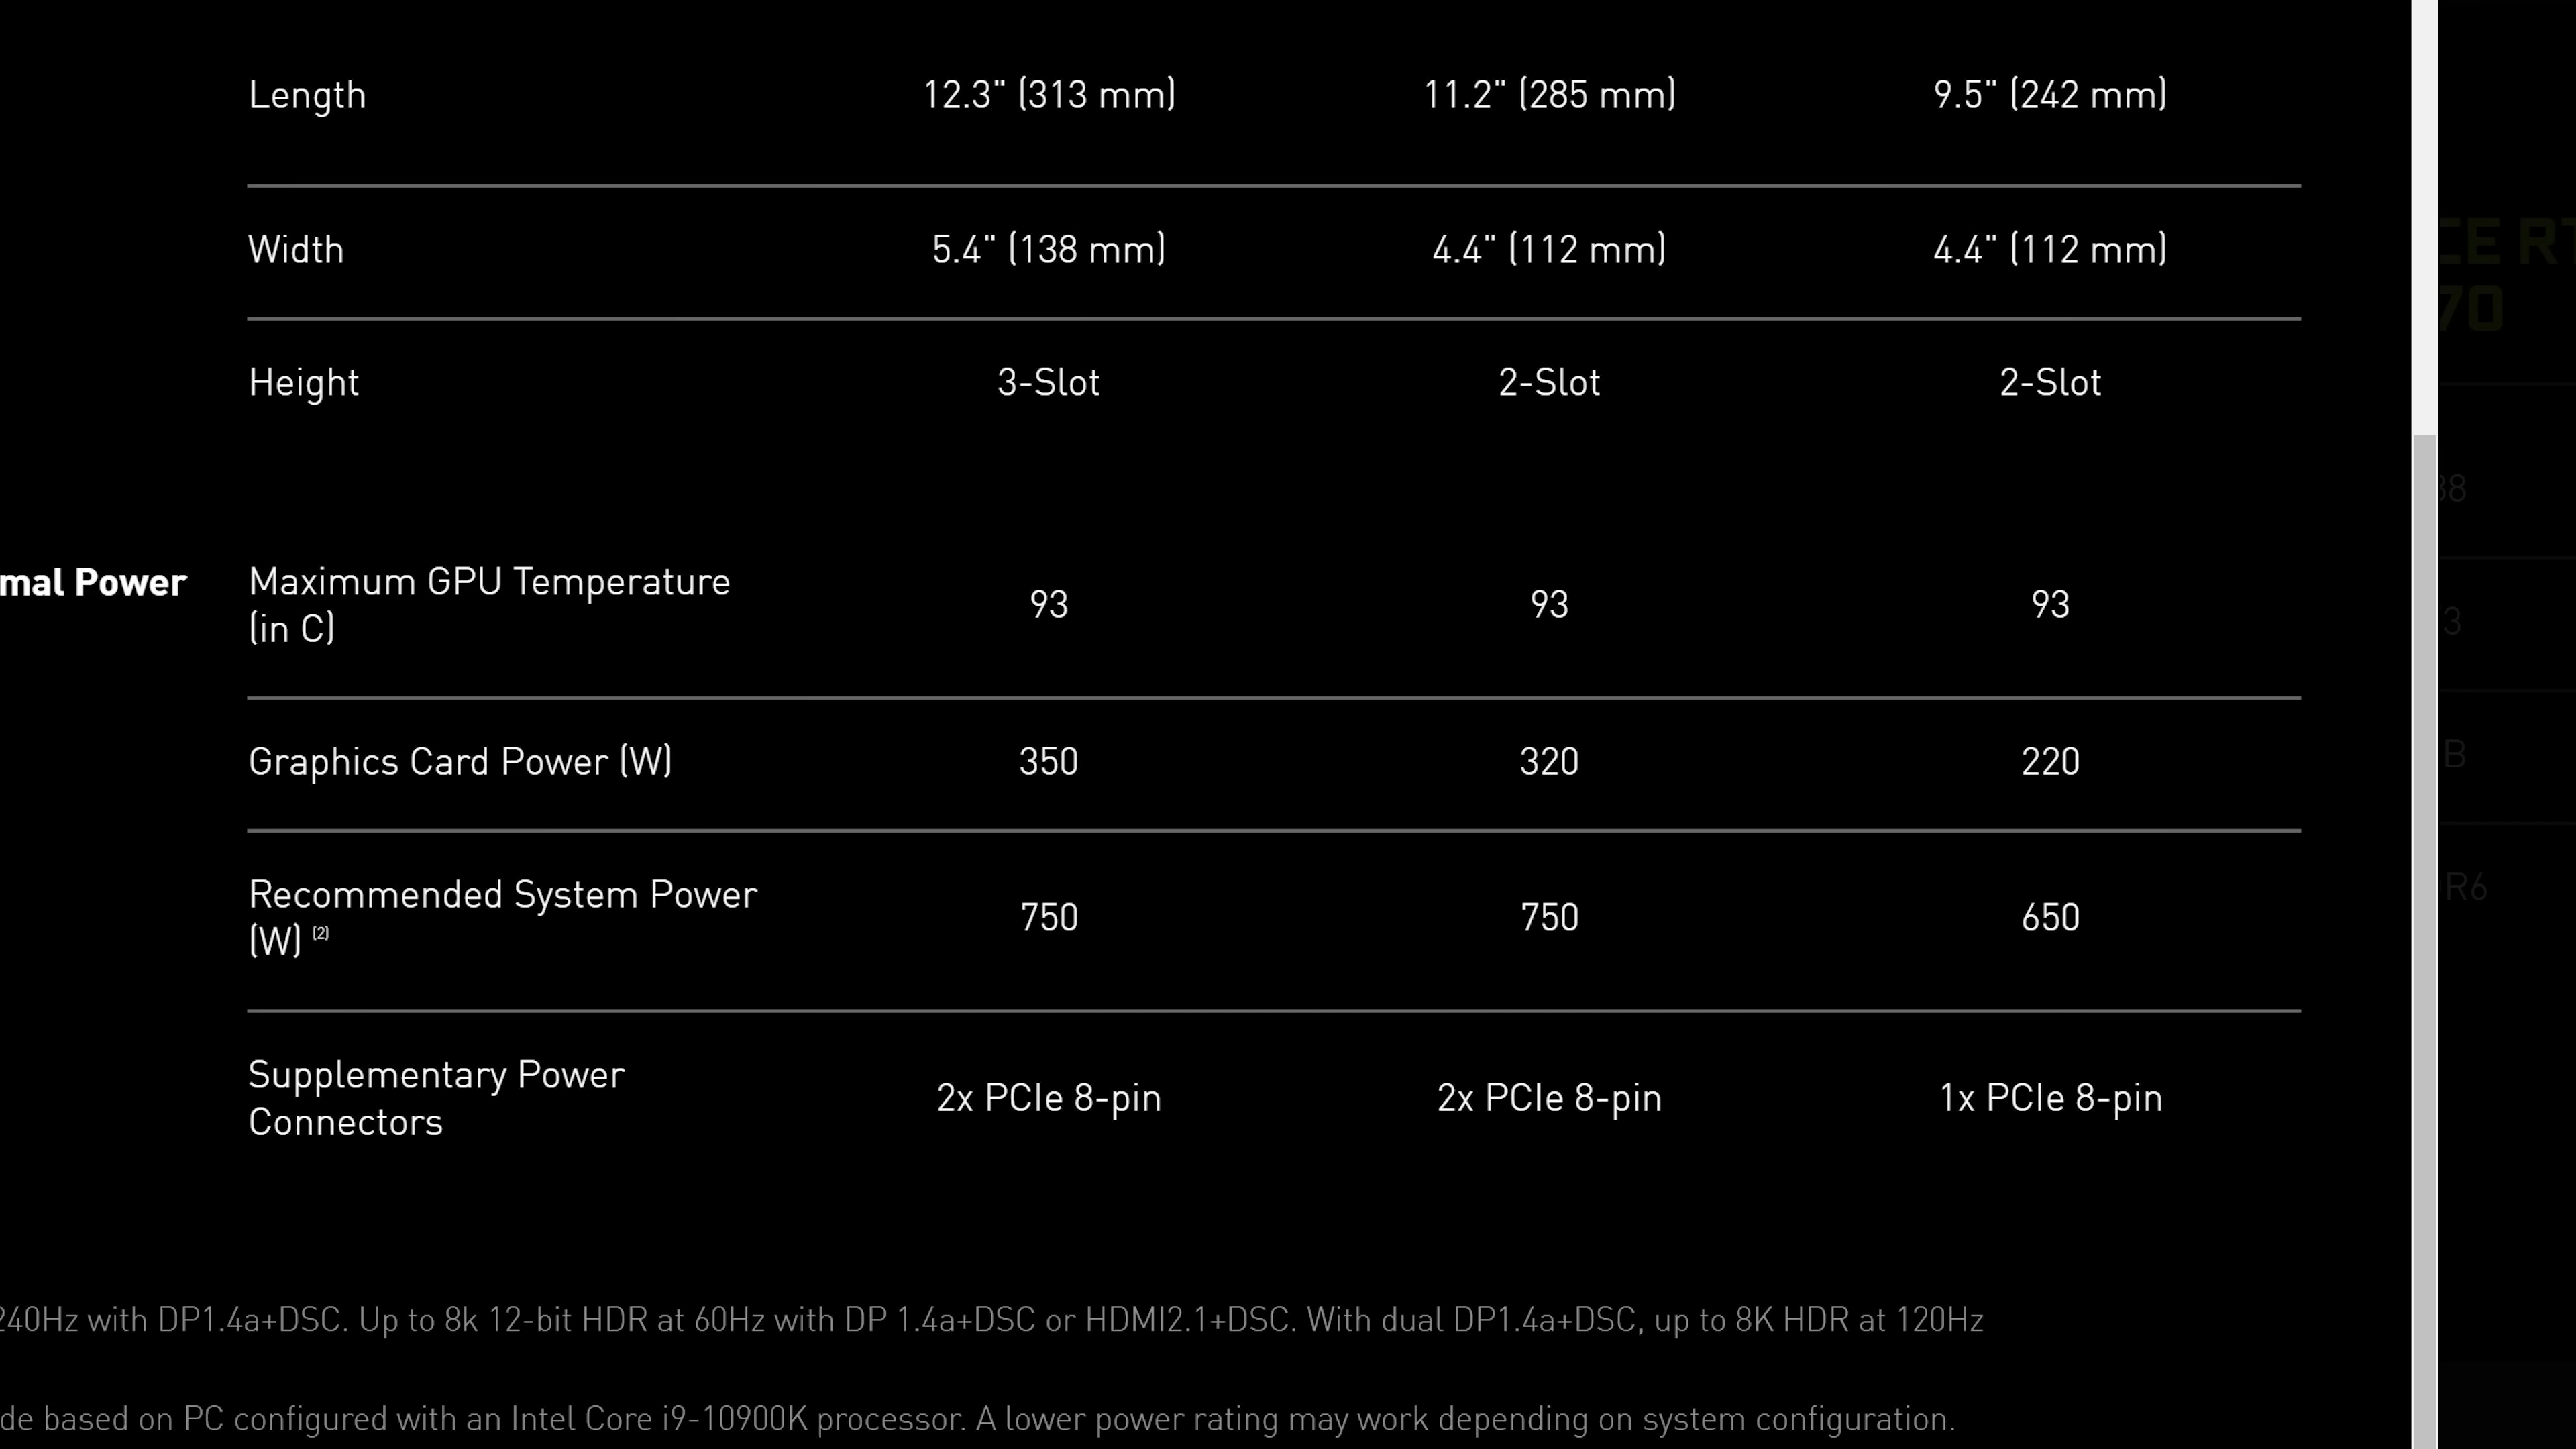 Length 12.3" (313 mm) 11.2" (285 mm) 9.5" (242 mm)
Width 5.4" (138 mm) 4.4" (112 mm) 4.4" (112 mm)
Height 3-Slot 2-Slot 2-Slot
mal Power Maximum GPU Temperature
(in C) 93 93 93
Graphics Card Power (W) 350 320 220
Recommended System Power
(W) (2) 750 750 650
Supplementary Power
Connectors 2x PCIe 8-pin 2x PCIe 8-pin 1x PCIe 8-pin
240Hz with DP1.4a+DSC. Up to 8k 12-bit HDR at 60Hz with DP 1.4a+DSC or HDMI2.1+DSC. With dual DP1.4a+DSC, up to 8K HDR at 120Hz
de based on PC configured with an Intel Core i9-10900K processor. A lower power rating may work depending on system configuration.
CE RT
70
8
3
B
R6